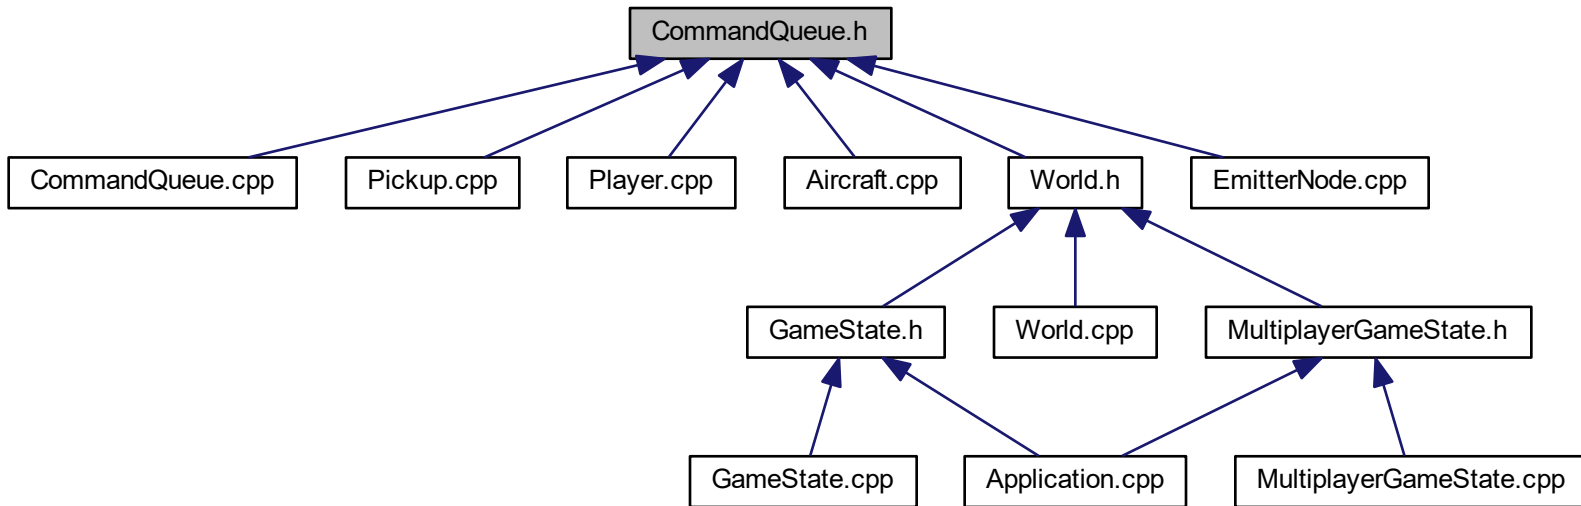 CommandQueue.h
CommandQueue.cpp
Pickup.cpp
Player.cpp
Aircraft.cpp
World.h
EmitterNode.cpp
GameState.h
World.cpp
MultiplayerGameState.h
GameState.cpp
Application.cpp
MultiplayerGameState.cpp